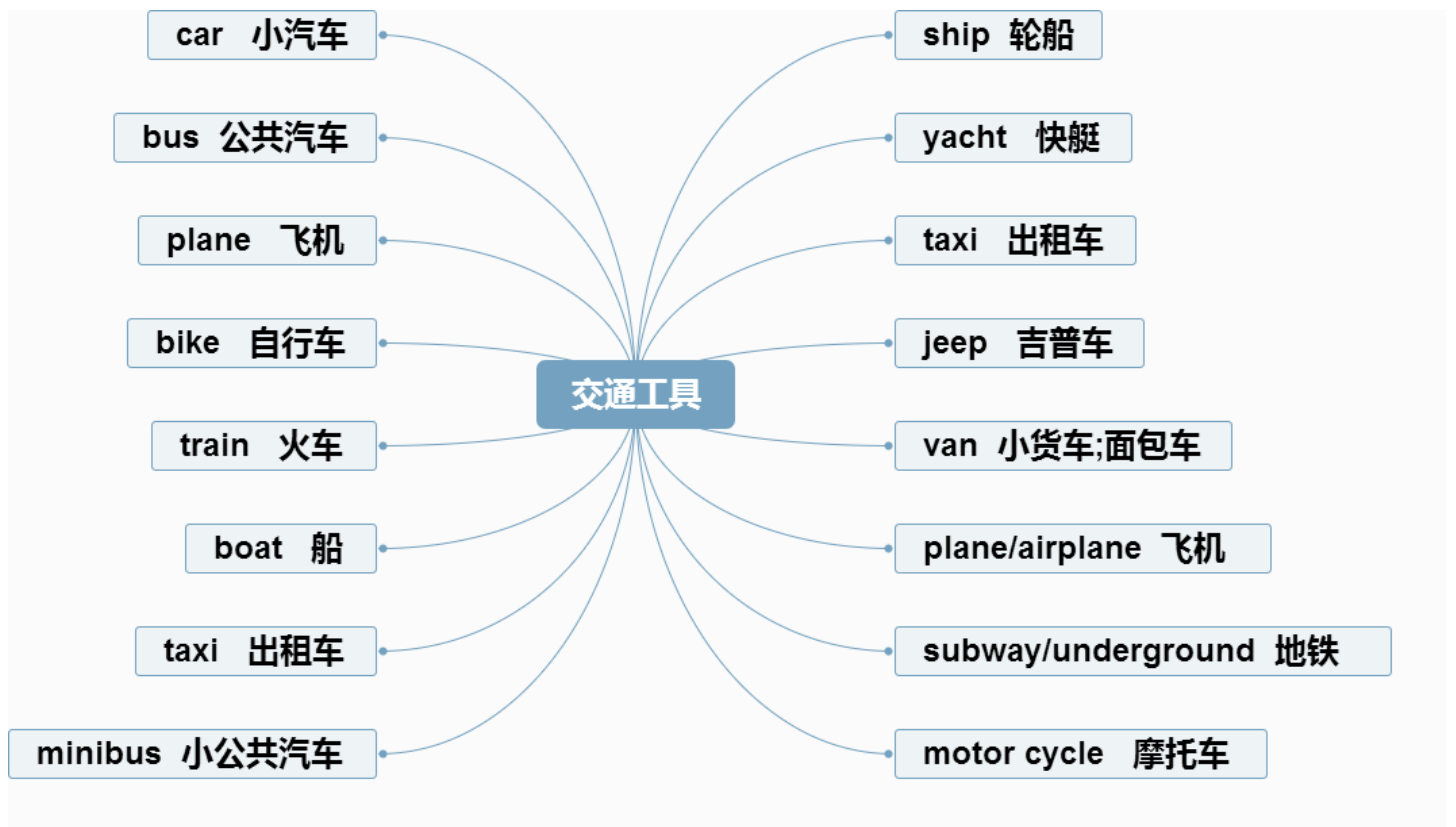 car 小汽车
bus 公共汽车
plane 飞机
bike 自行车
train 火车
boat 船
taxi 出租车
minibus 小公共汽车
交通工具
ship 轮船
yacht 快艇
taxi 出租车
jeep 吉普车
van 小货车;面包车
plane/airplane 飞机
subway/underground 地铁
motor cycle 摩托车